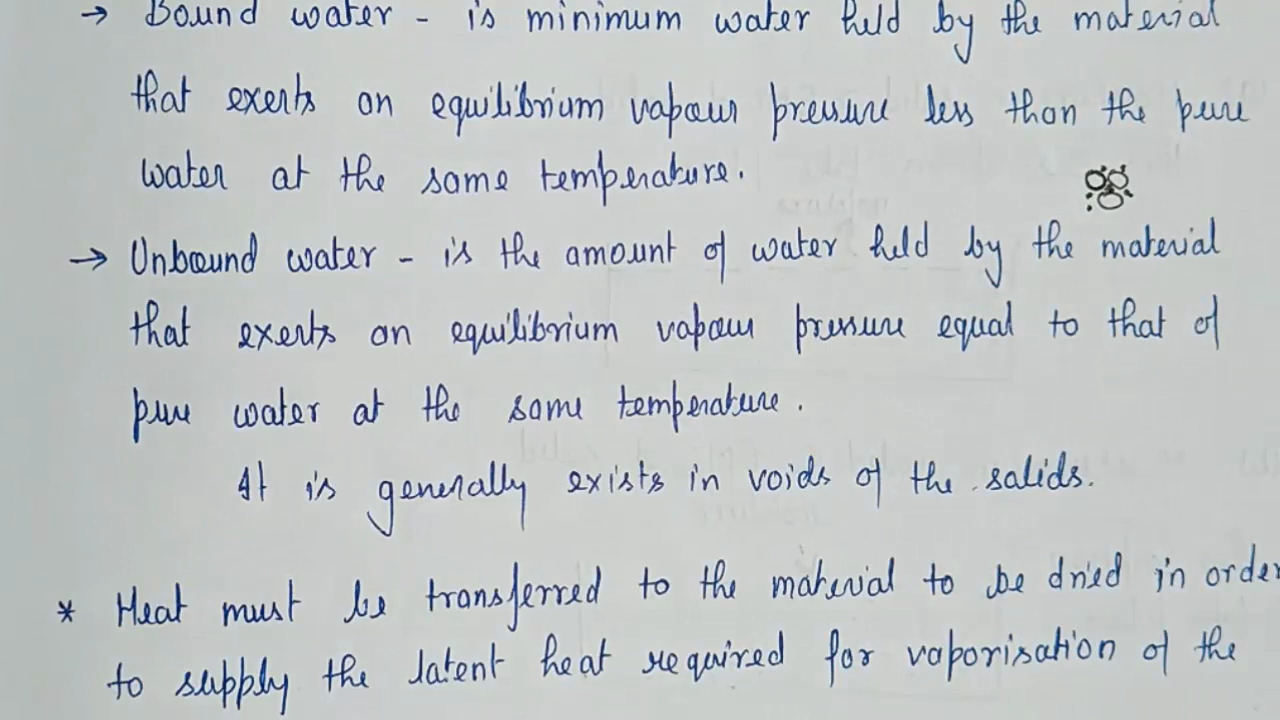 → Bound water - is minimum water held by the material
that exerts an equilibrium vapour pressure less than the pure
water at the same temperature.
→ Unbound water - is the amount of water held by the material
that exerts an equilibrium vapour pressure equal to that of
pure water at the same temperature.
It is generally exists in voids of the solids.
* Heat must be transferred to the material to be dried in order
to supply the latent heat required for vaporisation of the